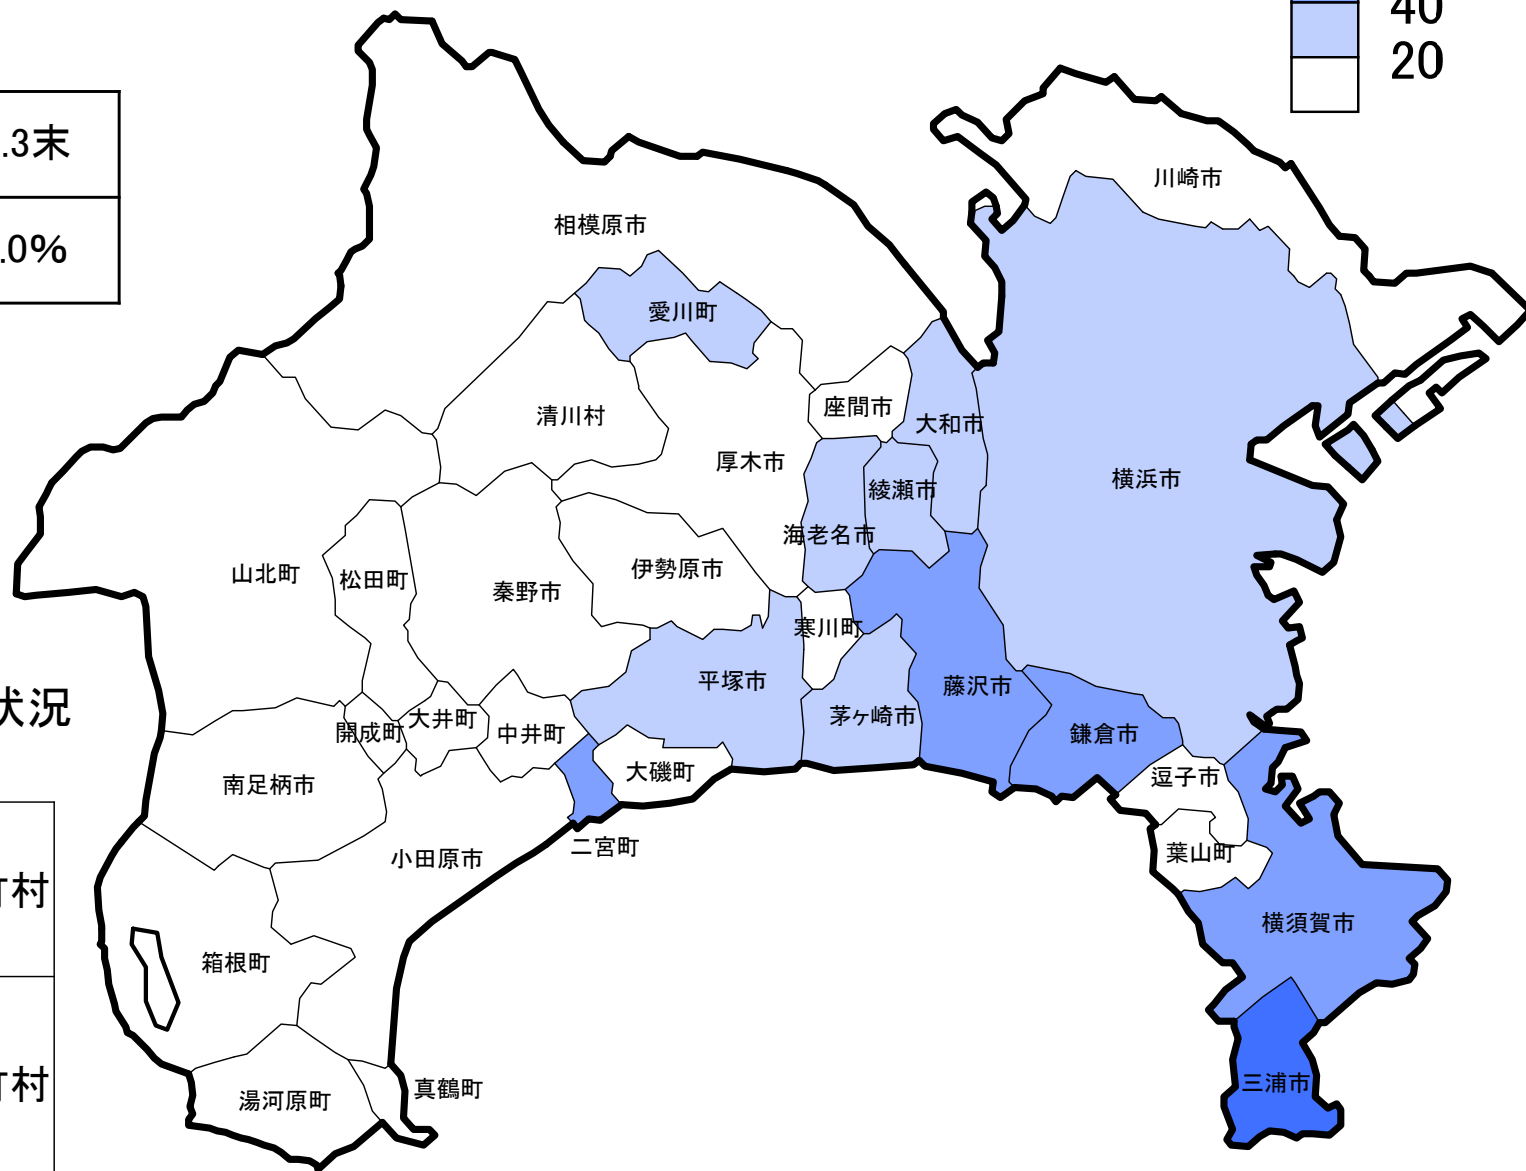 40
20
.3末
.0%
川崎市
相模原市
愛川町
座間市
清川村
大和市
厚木市
横浜市
綾瀬市
海老名市
伊勢原市
山北町
松田町
秦野市
寒川町
平塚市
藤沢市
状況
茅ヶ崎市
大井町
開成町
中井町
鎌倉市
大磯町
逗子市
南足柄市
二宮町
葉山町
小田原市
町村
横須賀市
箱根町
町村
三浦市
真鶴町
湯河原町